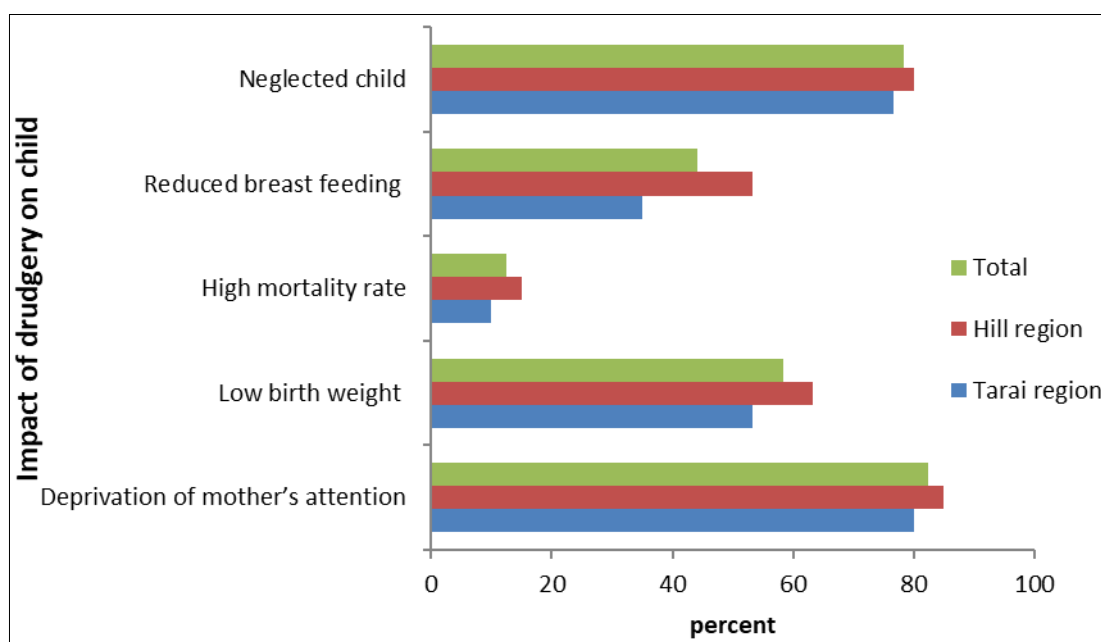 Impact of drudgery on child
Neglected child
Reduced breast feeding
High mortality rate
Low birth weight
Deprivation of mother’s attention
0 20 40 60 80 100
percent
Total
Hill region
Tarai region